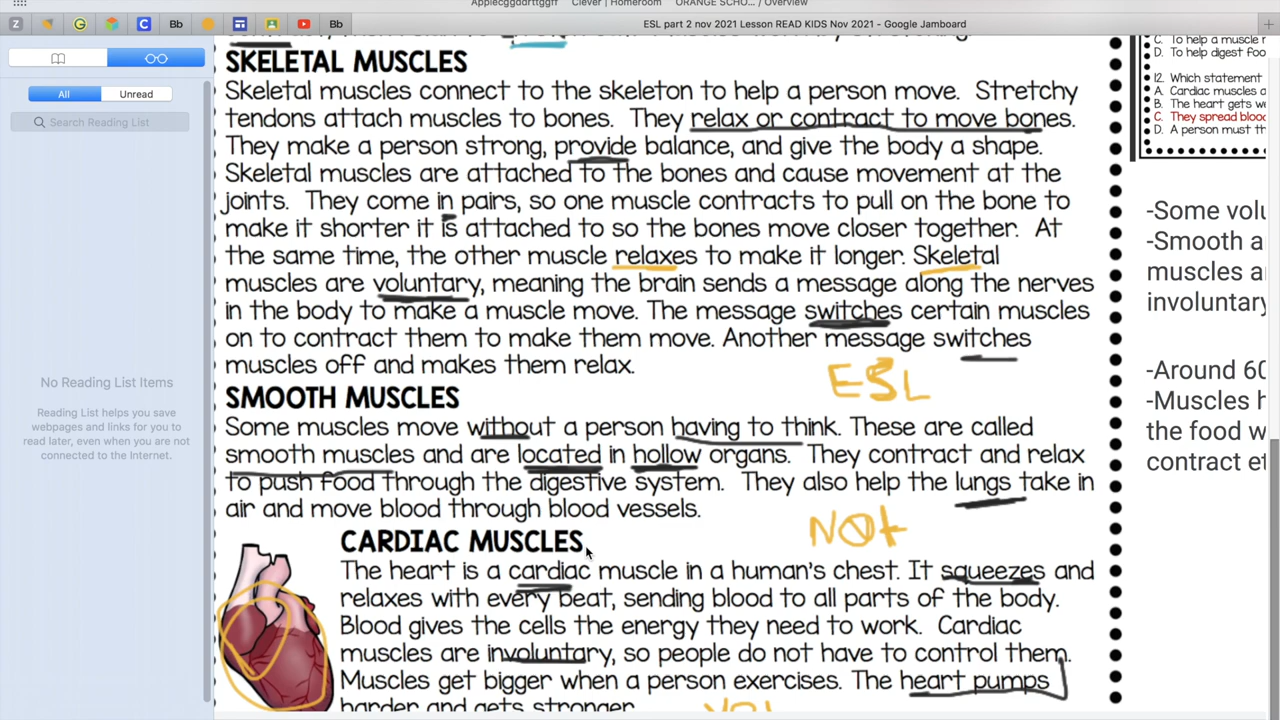 Applecggdarttggff Clever | Homeroom ORANGE SCHO... / Overview
Z G C Bb Bb
ESL part 2 nov 2021 Lesson READ KIDS Nov 2021 - Google Jamboard
All Unread
Search Reading List
No Reading List Items
Reading List helps you save
webpages and links for you to
read later, even when you are
not connected to the Internet.
SKELETAL MUSCLES
Skeletal muscles connect to the skeleton to help a person move. Stretchy
tendons attach muscles to bones. They relax or contract to move bones.
They make a person strong, provide balance, and give the body a shape.
Skeletal muscles are attached to the bones and cause movement at the
joints. They come in pairs, so one muscle contracts to pull on the bone to
make it shorter it is attached to so the bones move closer together. At
the same time, the other muscle relaxes to make it longer. Skeletal
muscles are voluntary, meaning the brain sends a message along the nerves
in the body to make a muscle move. The message switches certain muscles
on to contract them to make them move. Another message switches
muscles off and makes them relax.
ESL
SMOOTH MUSCLES
Some muscles move without a person having to think. These are called
smooth muscles and are located in hollow organs. They contract and relax
to push food through the digestive system. They also help the lungs take in
air and move blood through blood vessels.
Not
CARDIAC MUSCLES
The heart is a cardiac muscle in a human's chest. It squeezes and
relaxes with every beat, sending blood to all parts of the body.
Blood gives the cells the energy they need to work. Cardiac
muscles are involuntary, so people do not have to control them.
Muscles get bigger when a person exercises. The heart pumps
harder and gets stronger.
C. To help a muscle r
D. To help digest foo
12. Which statement
A. Cardiac muscles a
B. The heart gets we
C. They spread blood
D. A person must th
-Some volu
-Smooth a
muscles a
involuntary
-Around 60
-Muscles h
the food w
contract et